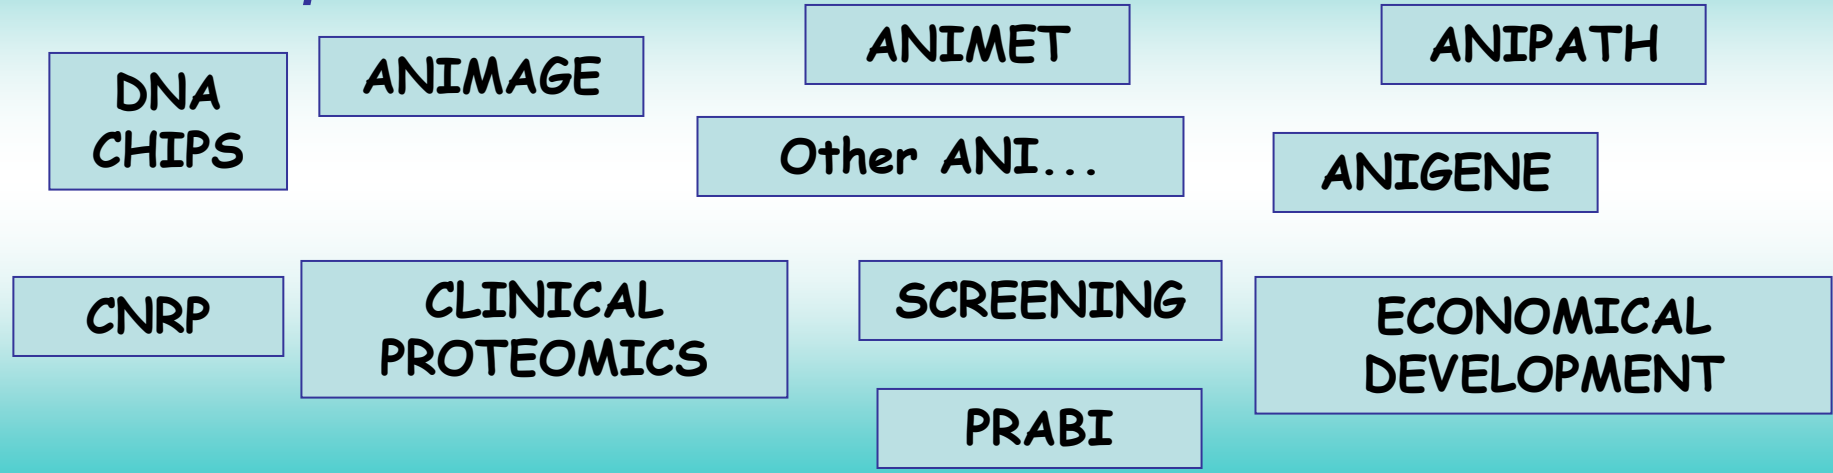 ANIMET
ANIPATH
DNA
CHIPS
ANIMAGE
Other ANI...
ANIGENE
CNRP
CLINICAL
PROTEOMICS
SCREENING
ECONOMICAL
DEVELOPMENT
PRABI